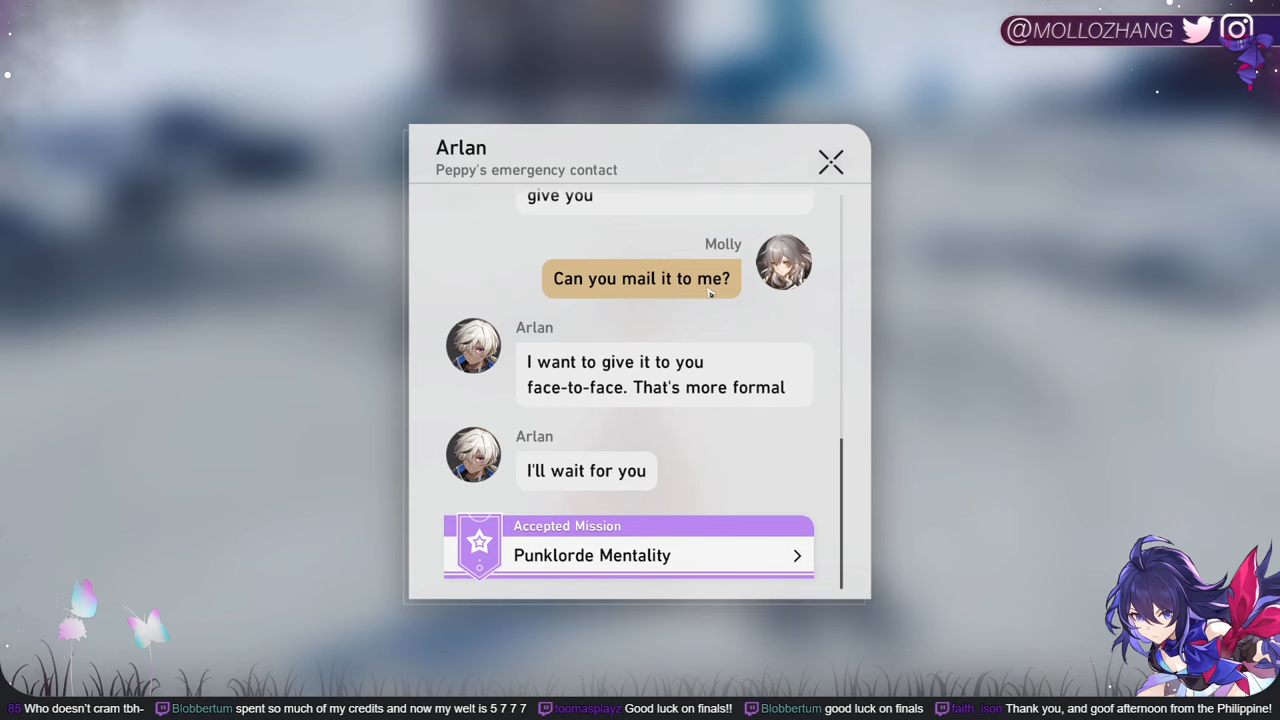 @MOLLOZHANG
Arlan
Peppy's emergency contact
give you
Molly
Can you mail it to me?
Arlan
I want to give it to you
face-to-face. That's more formal
Arlan
I'll wait for you
Accepted Mission
Punklorde Mentality
85 Who doesn't cram tbh- Blobbertum spent so much of my credits and now my welt is 5 7 7 7 toomasplayz Good luck on finals!! Blobbertum good luck on finals faith_ison Thank you, and goof afternoon from the Philippine!